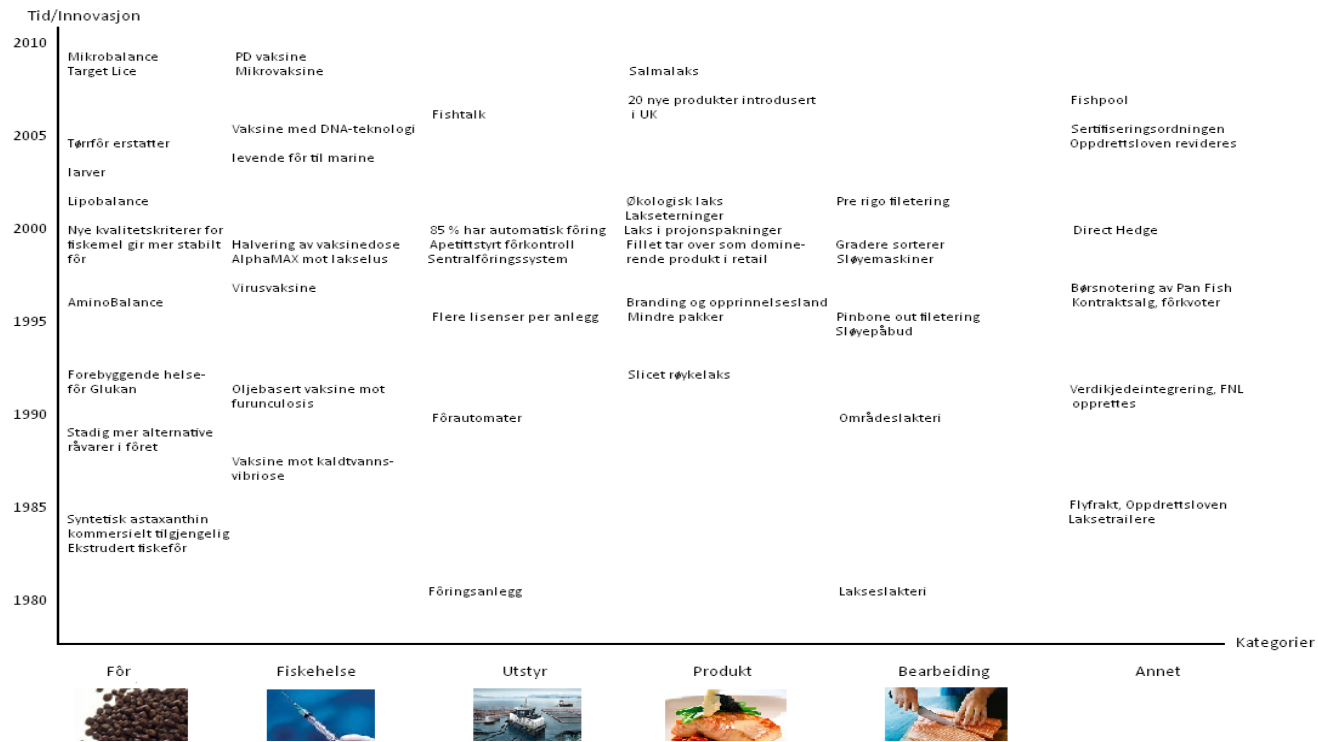 Tid/Innovasjon
2010
Mikrobalance
Target Lice
PD vaksine
Mikrovaksine
Salmalaks
20 nye produkter introdusert
i UK
Fishtalk
Fishpool
2005
Vaksine med DNA-teknologi
Sertifiseringsordningen
Oppdrettsloven revideres
Tørrfôr erstatter
levende fôr til marine
larver
Lipobalance
Økologisk laks
Lakseterninger
Pre rigo filetering
2000
Nye kvalitetskriterer for
fiskemel gir mer stabilt
fôr
Halvering av vaksinedose
AlphaMAX mot lakselus
85 % har automatisk fôring
Apetittstyrt fôrkontroll
Sentralfôringssystem
Laks i projonspakninger
Fillet tar over som domine-
rende produkt i retail
Gradere sorterer
Sløyemaskiner
Direct Hedge
Virusvaksine
Børsnotering av Pan Fish
Kontraktsalg, fôrkvoter
AminoBalance
Branding og opprinnelsesland
Mindre pakker
1995
Flere lisenser per anlegg
Pinbone out filetering
Sløyepåbud
Forebyggende helse-
fôr Glukan
Oljebasert vaksine mot
furunculosis
Slicet røykelaks
Verdikjedeintegrering, FNL
opprettes
1990
Fôrautomater
Områdeslakteri
Stadig mer alternative
råvarer i fôret
Vaksine mot kaldtvanns-
vibriose
1985
Flyfrakt, Oppdrettsloven
Laksetrailere
Syntetisk astaxanthin
kommersielt tilgjengelig
Ekstrudert fiskefôr
1980
Fôringsanlegg
Lakseslakteri
Kategorier
Fôr
Fiskehelse
Utstyr
Produkt
Bearbeiding
Annet